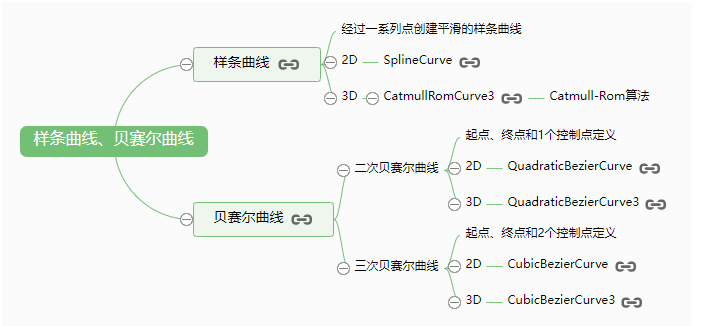 样条曲线、贝塞尔曲线
样条曲线
经过一系列点创建平滑的样条曲线
2D SplineCurve
3D CatmullRomCurve3 Catmull-Rom算法
贝塞尔曲线
二次贝塞尔曲线
起点、终点和1个控制点定义
2D QuadraticBezierCurve
3D QuadraticBezierCurve3
三次贝塞尔曲线
起点、终点和2个控制点定义
2D CubicBezierCurve
3D CubicBezierCurve3